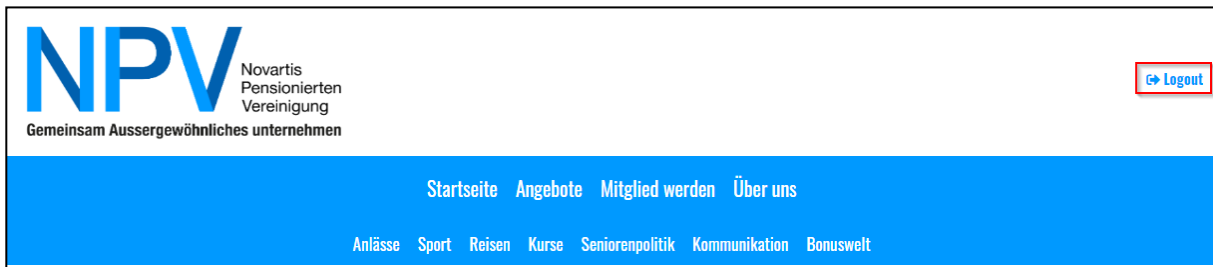 NPV
Novartis
Pensionierten
Vereinigung
Gemeinsam Aussergewöhnliches unternehmen
Logout
Startseite Angebote Mitglied werden Über uns
Anlässe Sport Reisen Kurse Seniorenpolitik Kommunikation Bonuswelt